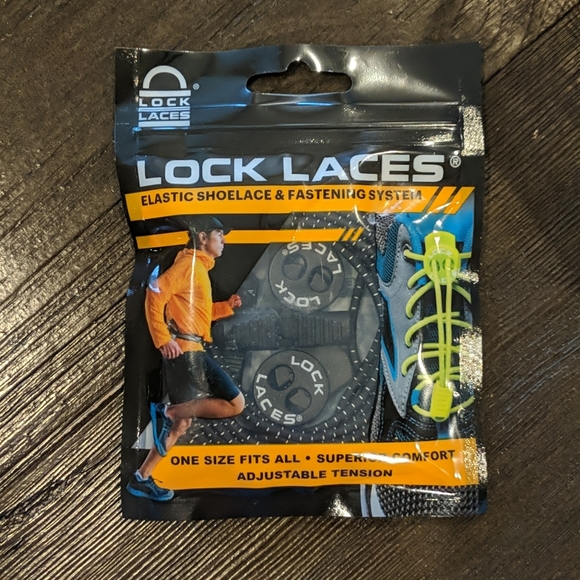 LOCK
LACES®
LOCK LACES®
ELASTIC SHOELACE & FASTENING SYSTEM
LOCK
LACES
LOCK
LACES®
ONE SIZE FITS ALL • SUPERIOR COMFORT
ADJUSTABLE TENSION